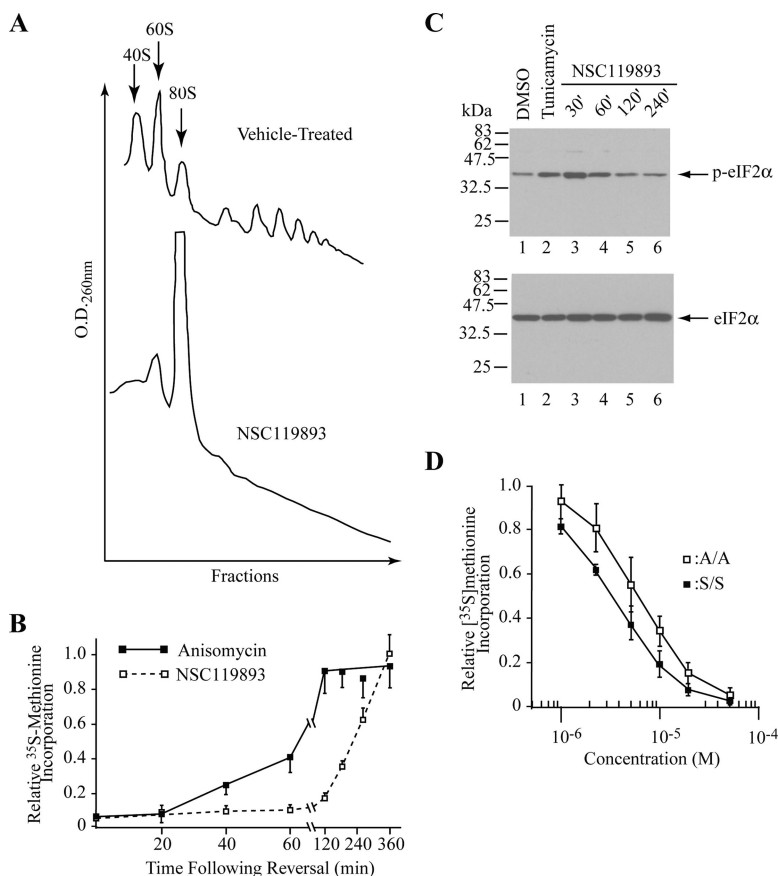 A
60S
40S
80S
Vehicle-Treated
O.D.260nm
NSC119893
Fractions
B
Anisomycin
NSC119893
Relative 35S-Methionine
Incorporation
1.0
0.8
0.6
0.4
0.2
0
20
40
60
120
240
360
Time Following Reversal (min)
C
DMSO
Tunicamycin
NSC119893
30'
60'
120'
240'
kDa
83
62
47.5
32.5
25
p-eIF2α
1 2 3 4 5 6
83
62
47.5
32.5
25
eIF2α
1 2 3 4 5 6
D
Relative [35S]methionine
Incorporation
1.0
0.8
0.6
0.4
0.2
0
:A/A
:S/S
10-6
10-5
10-4
Concentration (M)